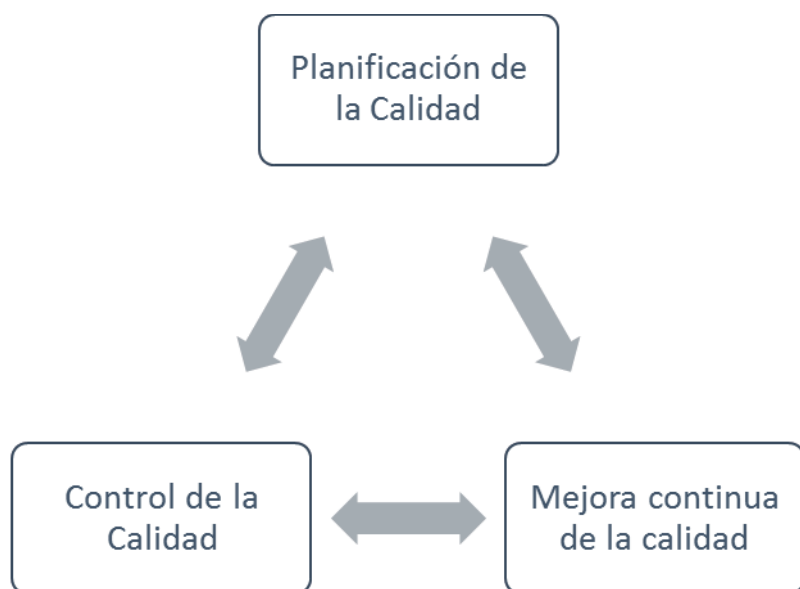 Planificación de
la Calidad
Control de la
Calidad
Mejora continua
de la calidad